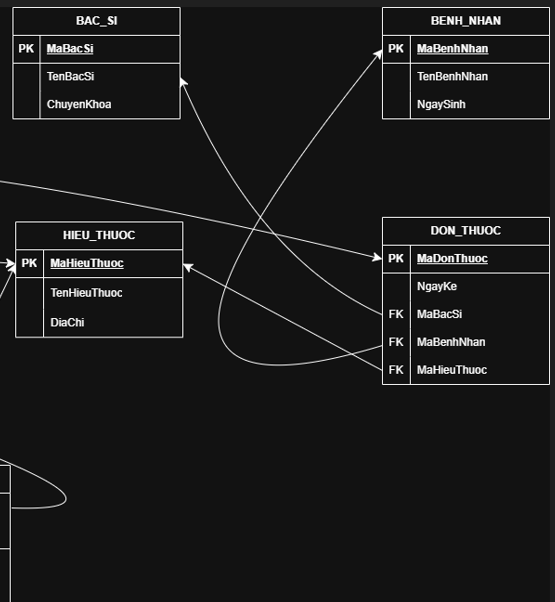 BAC_SI
PK MaBacSi
TenBacSi
ChuyenKhoa
BENH_NHAN
PK MaBenhNhan
TenBenhNhan
NgaySinh
HIEU_THUOC
PK MaHieuThuoc
TenHieuThuoc
DiaChi
DON_THUOC
PK MaDonThuoc
NgayKe
FK MaBacSi
FK MaBenhNhan
FK MaHieuThuoc